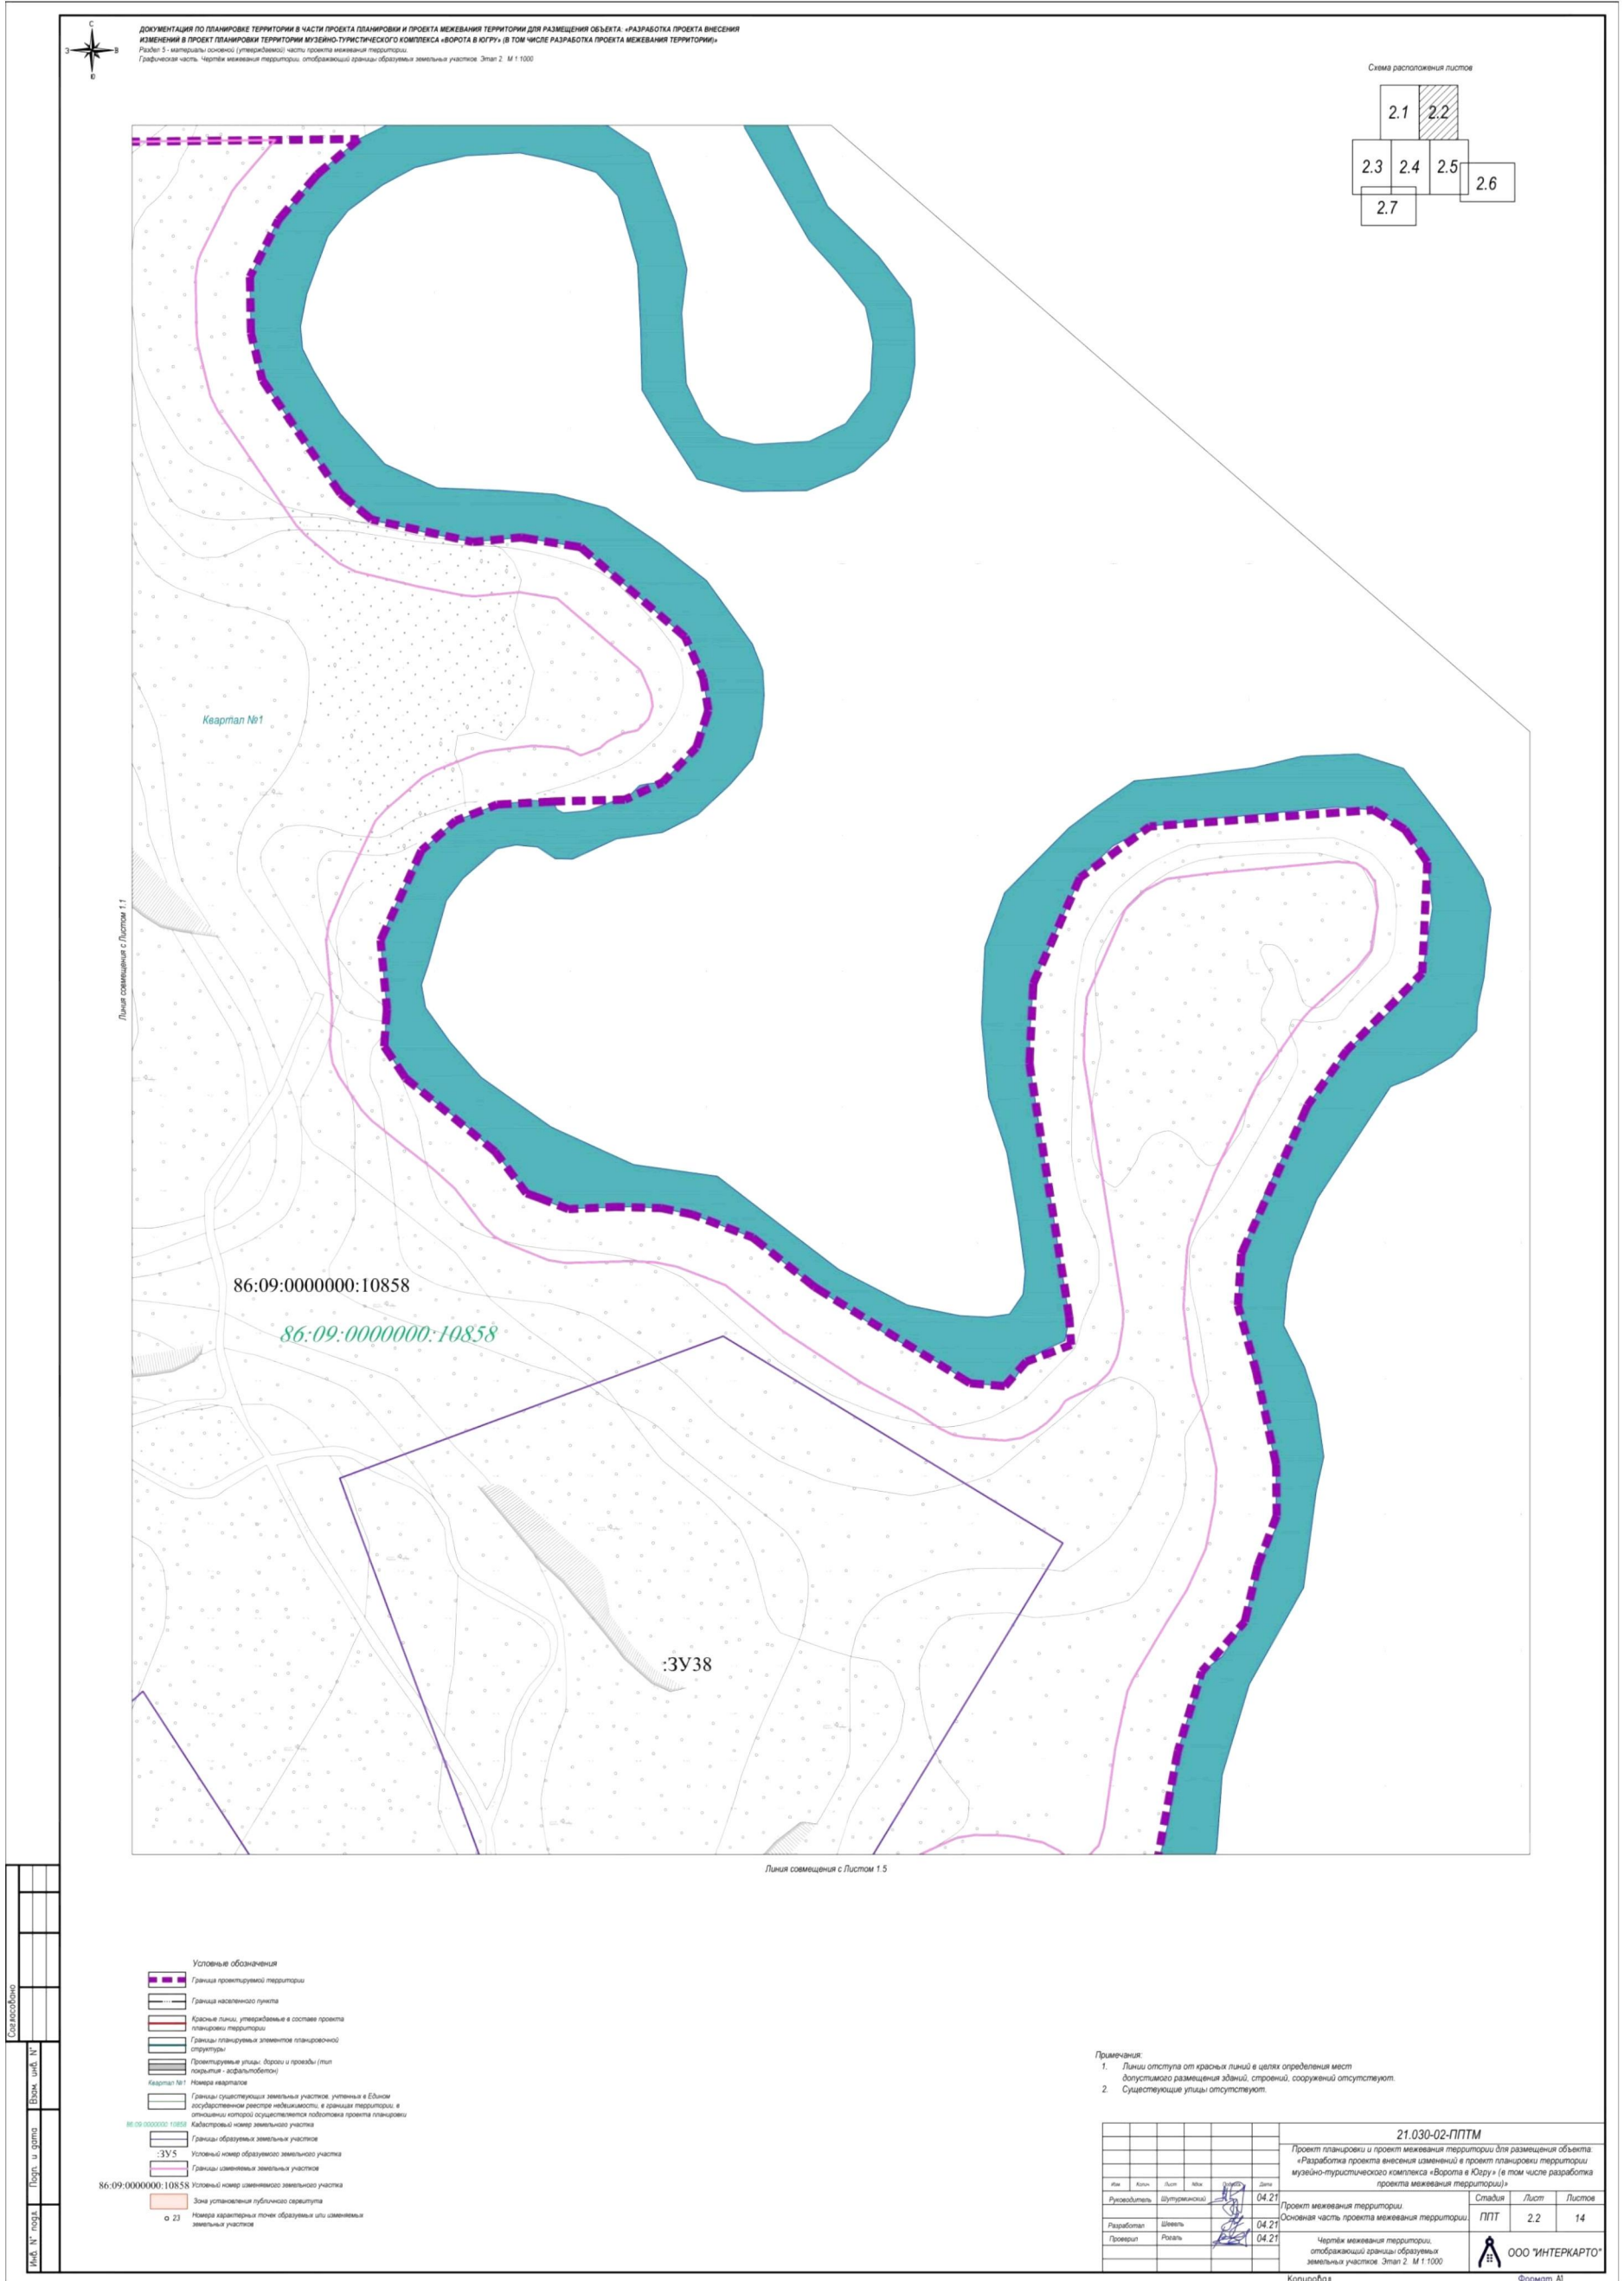 С
З
В
Ю
ДОКУМЕНТАЦИЯ ПО ПЛАНИРОВКЕ ТЕРРИТОРИИ В ЧАСТИ ПРОЕКТА ПЛАНИРОВКИ И ПРОЕКТА МЕЖЕВАНИЯ ТЕРРИТОРИИ ДЛЯ РАЗМЕЩЕНИЯ ОБЪЕКТА: «РАЗРАБОТКА ПРОЕКТА ВНЕСЕНИЯ
ИЗМЕНЕНИЙ В ПРОЕКТ ПЛАНИРОВКИ ТЕРРИТОРИИ МУЗЕЙНО-ТУРИСТИЧЕСКОГО КОМПЛЕКСА «ВОРОТА В ЮГРУ» (В ТОМ ЧИСЛЕ РАЗРАБОТКА ПРОЕКТА МЕЖЕВАНИЯ ТЕРРИТОРИИ)»
Раздел 5 - материалы основной (утверждаемой) части проекта межевания территории.
Графическая часть. Чертёж межевания территории, отображающий границы образуемых земельных участков. Этап 2. М 1:1000
Схема расположения листов
2.1
2.2
2.3
2.4
2.5
2.6
2.7
Квартал №1
Линия совмещения с Листом 1.1
86:09:0000000:10858
86:09:0000000:10858
:ЗУ38
Линия совмещения с Листом 1.5
Условные обозначения
Граница проектируемой территории
Граница населенного пункта
Красные линии, утверждаемые в составе проекта
планировки территории
Границы планируемых элементов планировочной
структуры
Проектируемые улицы, дороги и проезды (тип
покрытия - асфальтобетон)
Квартал №1 Номера кварталов
Границы существующих земельных участков, учтенных в Едином
государственном реестре недвижимости, в границах территории, в
отношении которой осуществляется подготовка проекта планировки
86:09:0000000:10858 Кадастровый номер земельного участка
Границы образуемых земельных участков
:ЗУ5 Условный номер образуемого земельного участка
Границы изменяемых земельных участков
86:09:0000000:10858 Условный номер изменяемого земельного участка
Зона установления публичного сервитута
23 Номера характерных точек образуемых или изменяемых
земельных участков
Примечания:
1. Линии отступа от красных линий в целях определения мест
допустимого размещения зданий, строений, сооружений отсутствуют.
2. Существующие улицы отсутствуют.
Согласовано
Взам. инв. N°
Подп. и дата
Инв. N° подл.
21.030-02-ППТМ
Проект планировки и проект межевания территории для размещения объекта:
«Разработка проекта внесения изменений в проект планировки территории
музейно-туристического комплекса «Ворота в Югру» (в том числе разработка
проекта межевания территории)»
Изм. Колич. Лист №док. Подпись Дата
Руководитель Шутурминский 04.21
Разработал Шевель 04.21
Проверил Рогаль 04.21
Проект межевания территории.
Основная часть проекта межевания территории.
Стадия Лист Листов
ППТ 2.2 14
Чертёж межевания территории,
отображающий границы образуемых
земельных участков. Этап 2. М 1:1000
ООО "ИНТЕРКАРТО"
Копировал
Формат А1